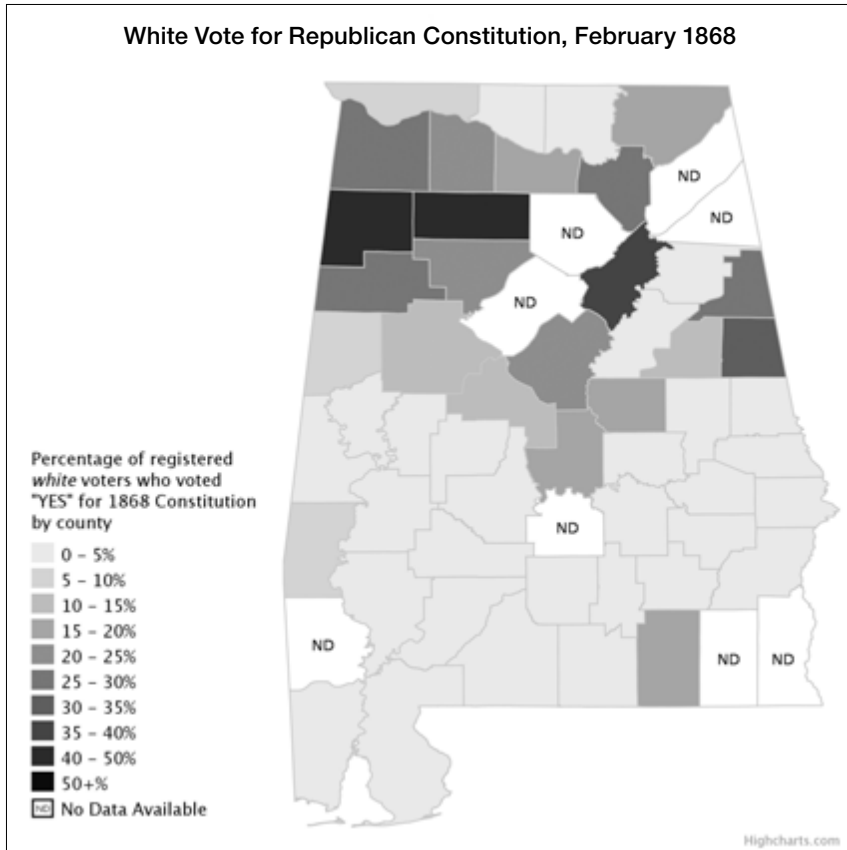 White Vote for Republican Constitution, February 1868
ND
ND
ND
ND
ND
ND
ND
ND
Percentage of registered
white voters who voted
"YES" for 1868 Constitution
by county
0 – 5%
5 – 10%
10 – 15%
15 – 20%
20 – 25%
25 – 30%
30 – 35%
35 – 40%
40 – 50%
50+%
ND No Data Available
Highcharts.com